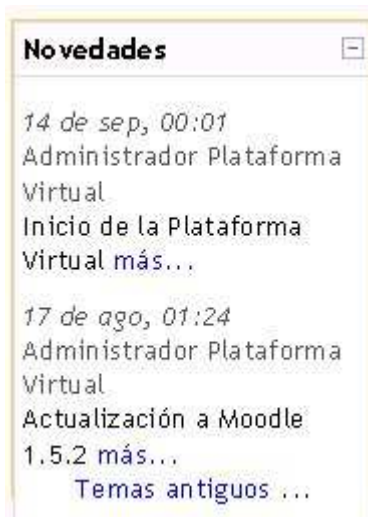 Novedades
14 de sep, 00:01
Administrador Plataforma
Virtual
Inicio de la Plataforma
Virtual más...
17 de ago, 01:24
Administrador Plataforma
Virtual
Actualización a Moodle
1.5.2 más...
Temas antiguos ...